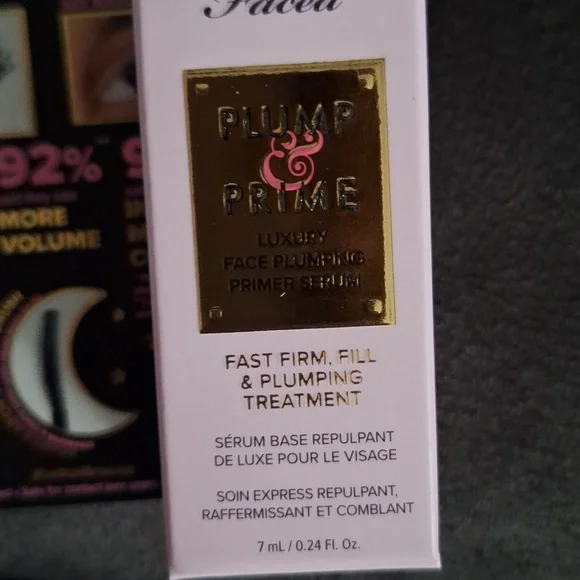 Faced
PLUMP
&
PRIME
LUXURY
FACE PLUMPING
PRIMER SERUM
FAST FIRM, FILL
& PLUMPING
TREATMENT
SÉRUM BASE REPULPANT
DE LUXE POUR LE VISAGE
SOIN EXPRESS REPULPANT,
RAFFERMISSANT ET COMBLANT
7 mL / 0.24 Fl. Oz.
92%
MORE
VOLUME